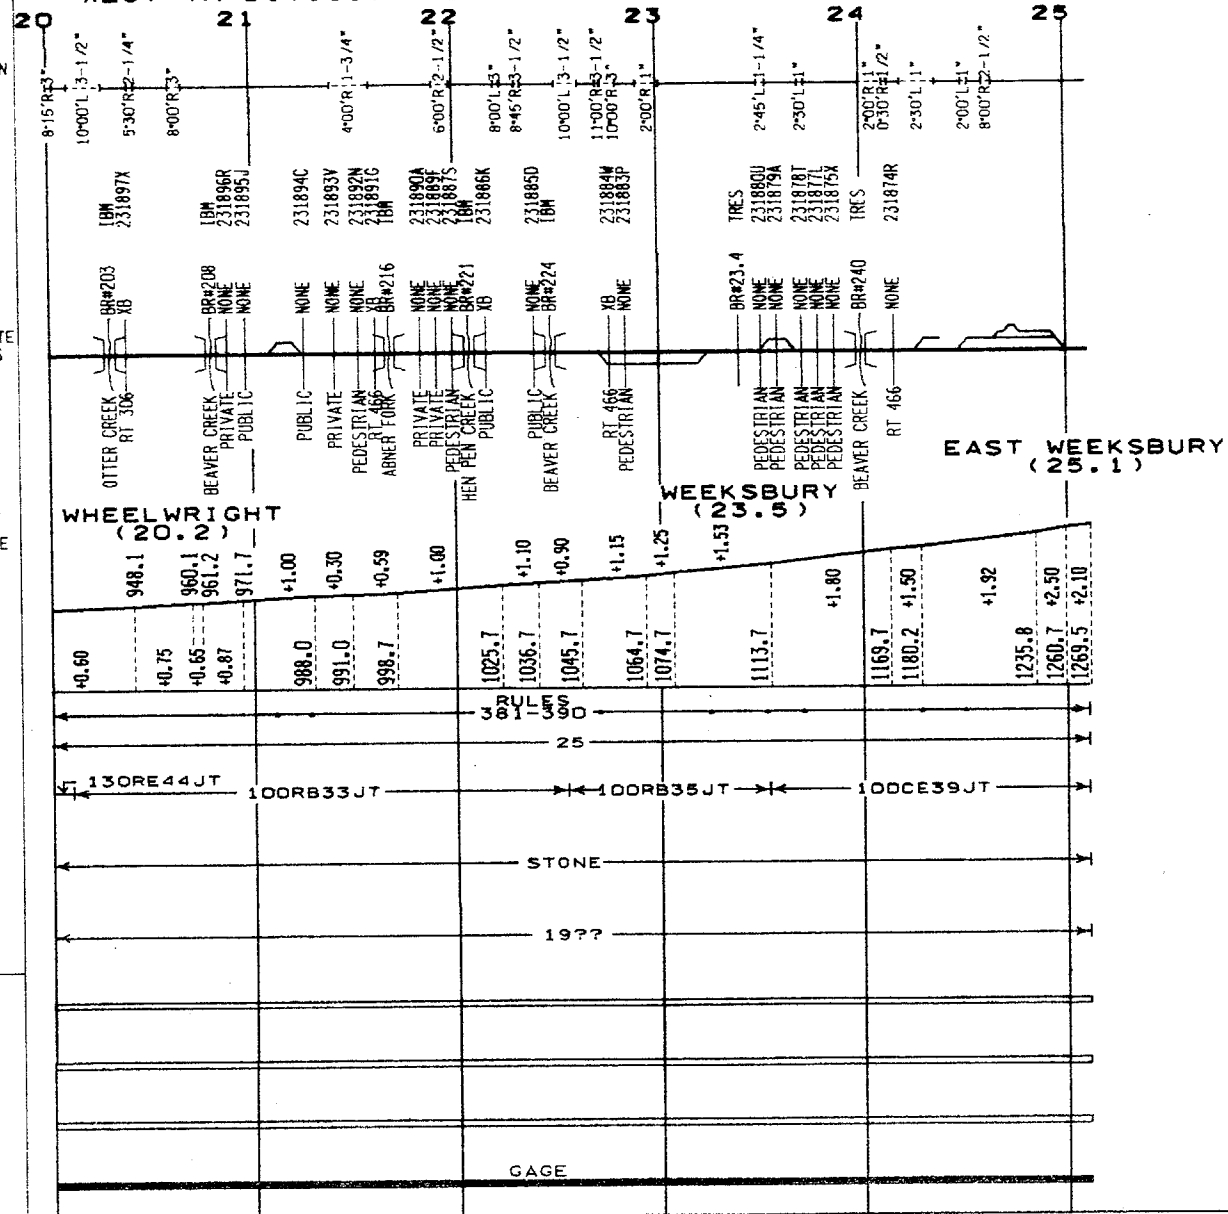 20 21 22 23 24 25
8°15'R±3"
10°00'L 3-1/2"
5°30'R±2-1/4"
8°00'R 3"
4°00'R 1-3/4"
6°00'R 2-1/2"
8°00'L±3"
8°45'R±3-1/2"
10°00'L 3-1/2"
11°00'R±3-1/2"
10°00'R 3"
2°00'R 1"
2°45'L 1-1/4"
2°30'L 1"
2°00'R 1"
0°30'R±1/2"
2°30'L 1"
2°00'L 1"
8°00'R±2-1/2"
IBM
231897X
IBM
231896R
231895J
231894C
231893V
231892N
231891G
IBM
231890A
231889F
231887S
IBM
231886K
231885D
IBM
231884W
231883P
TRES
231880U
231879A
231878T
231877L
231875X
TRES
231874R
BR#203
XB
BR#208
NONE
NONE
NONE
NONE
NONE
XB
BR#216
NONE
NONE
NONE
BR#221
XB
NONE
BR#224
XB
NONE
BR#23.4
NONE
NONE
NONE
NONE
NONE
BR#240
NONE
OTTER CREEK
RT 306
BEAVER CREEK
PRIVATE
PUBLIC
PUBLIC
PRIVATE
PEDESTRIAN
RT 466
ABNER FORK
PRIVATE
PRIVATE
PEDESTRIAN
HEN PEN CREEK
PUBLIC
PUBLIC
BEAVER CREEK
RT 466
PEDESTRIAN
PEDESTRIAN
PEDESTRIAN
PEDESTRIAN
PEDESTRIAN
PEDESTRIAN
BEAVER CREEK
RT 466
EAST WEEKSBURY
(25.1)
WEEKSBURY
(23.5)
WHEELWRIGHT
(20.2)
948.1
960.1
961.2
971.7
+1.00
+0.30
+0.59
+1.00
+1.10
+0.90
+1.15
+1.25
+1.53
+1.80
+1.50
+1.92
+2.50
+2.10
+0.60
+0.75
+0.65
+0.87
988.0
991.0
998.7
1025.7
1036.7
1045.7
1064.7
1074.7
1113.7
1169.7
1180.2
1235.8
1260.7
1269.5
RULES
381-390
25
130RE44JT
100RB33JT
100RB35JT
100CE39JT
STONE
19??
GAGE